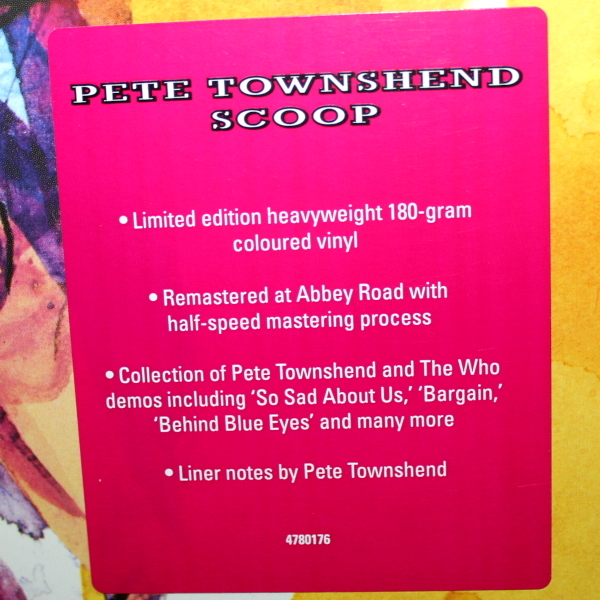 PETE TOWNSHEND
SCOOP
• Limited edition heavyweight 180-gram
coloured vinyl
• Remastered at Abbey Road with
half-speed mastering process
• Collection of Pete Townshend and The Who
demos including ‘So Sad About Us,’ ‘Bargain,’
‘Behind Blue Eyes’ and many more
• Liner notes by Pete Townshend
4780176